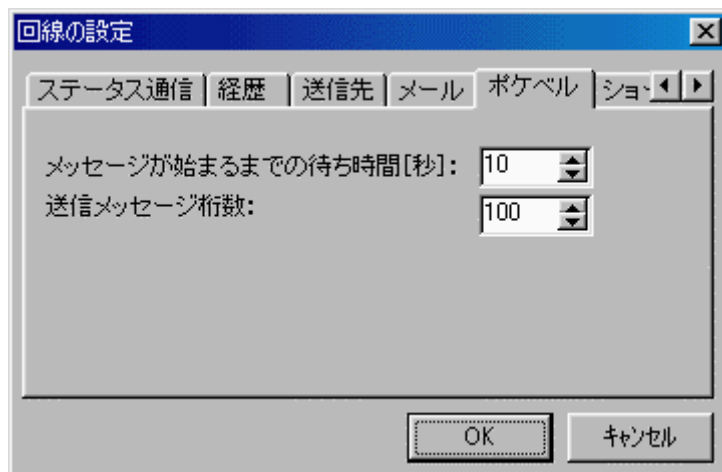 回線の設定
ステータス通信 経歴 送信先 メール ポケベル ショー
メッセージが始まるまでの待ち時間[秒]: 10
送信メッセージ桁数: 100
OK キャンセル